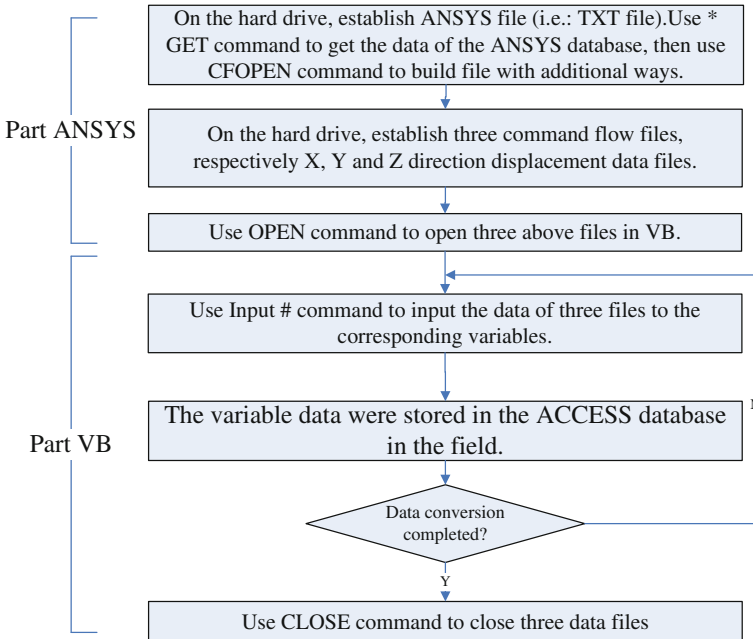 On the hard drive, establish ANSYS file (i.e.: TXT file).Use *
GET command to get the data of the ANSYS database, then use
CFOPEN command to build file with additional ways.
Part ANSYS
On the hard drive, establish three command flow files,
respectively X, Y and Z direction displacement data files.
Use OPEN command to open three above files in VB.
Use Input # command to input the data of three files to the
corresponding variables.
The variable data were stored in the ACCESS database
in the field.
Part VB
Data conversion
completed?
Y
Use CLOSE command to close three data files